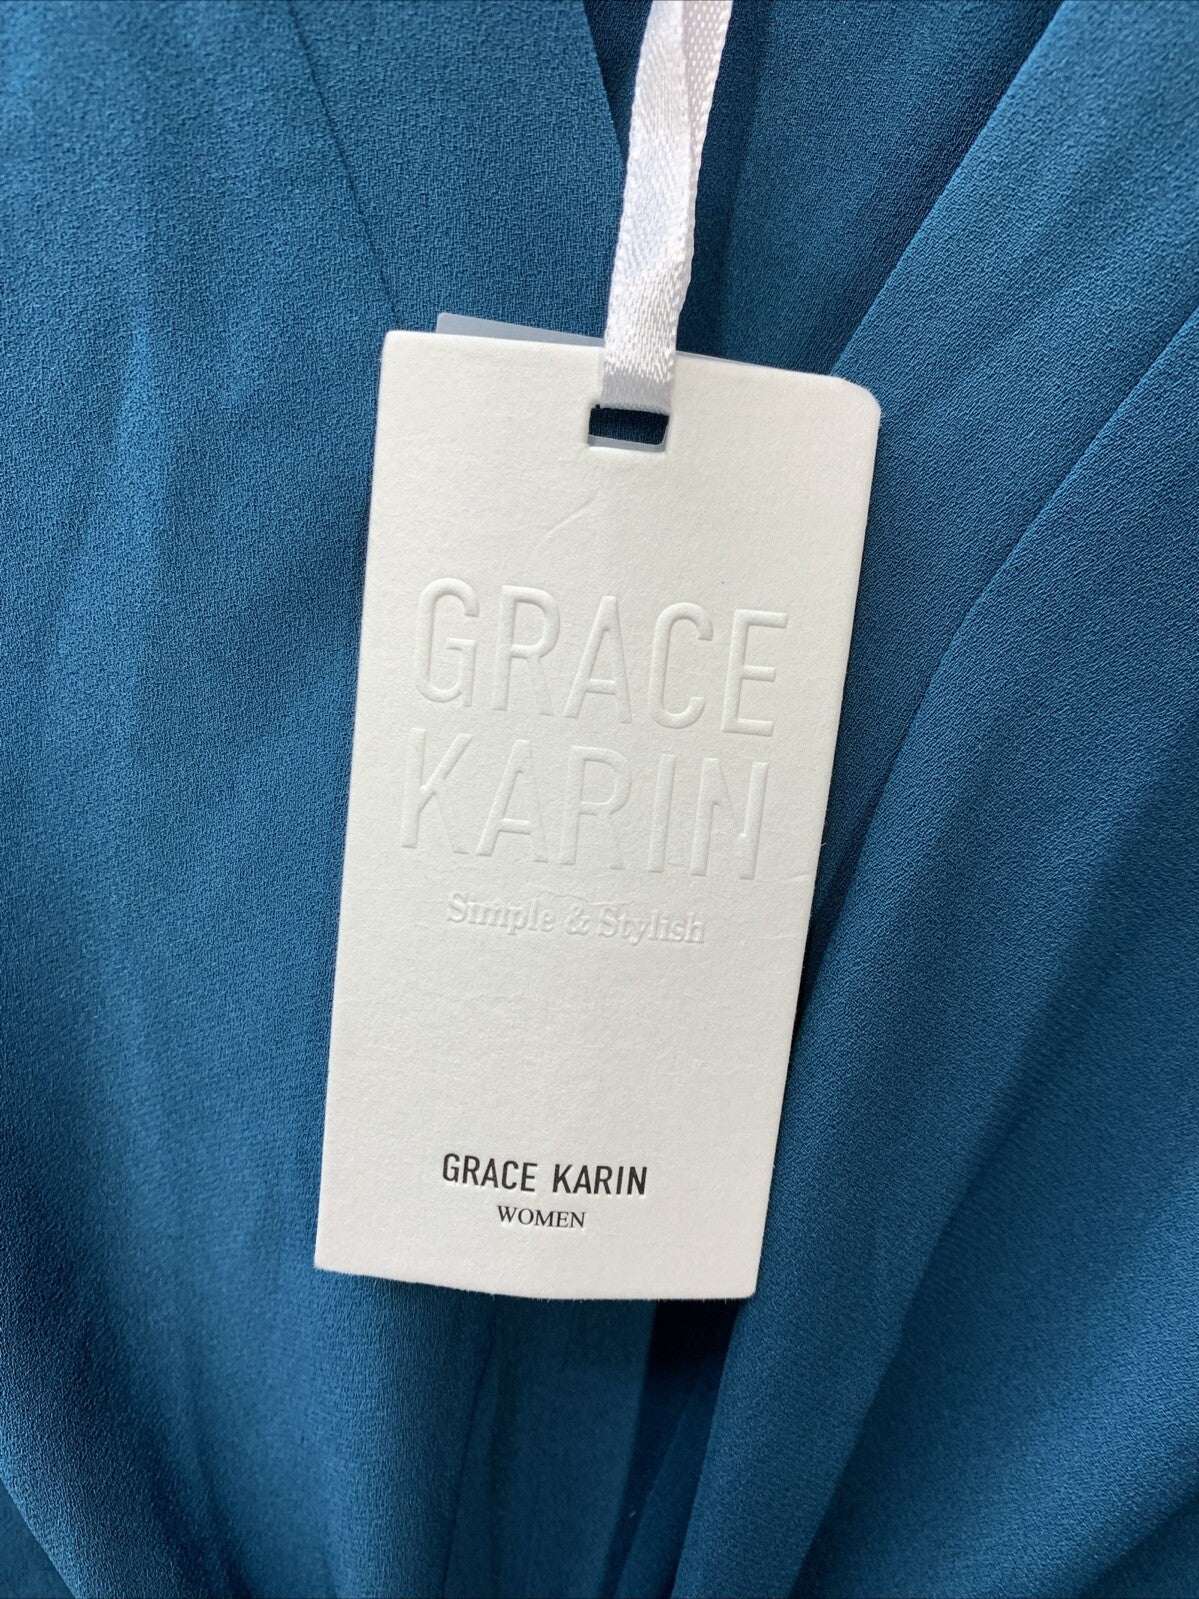 GRACE
KARIN
Simple & Stylish
GRACE KARIN
WOMEN